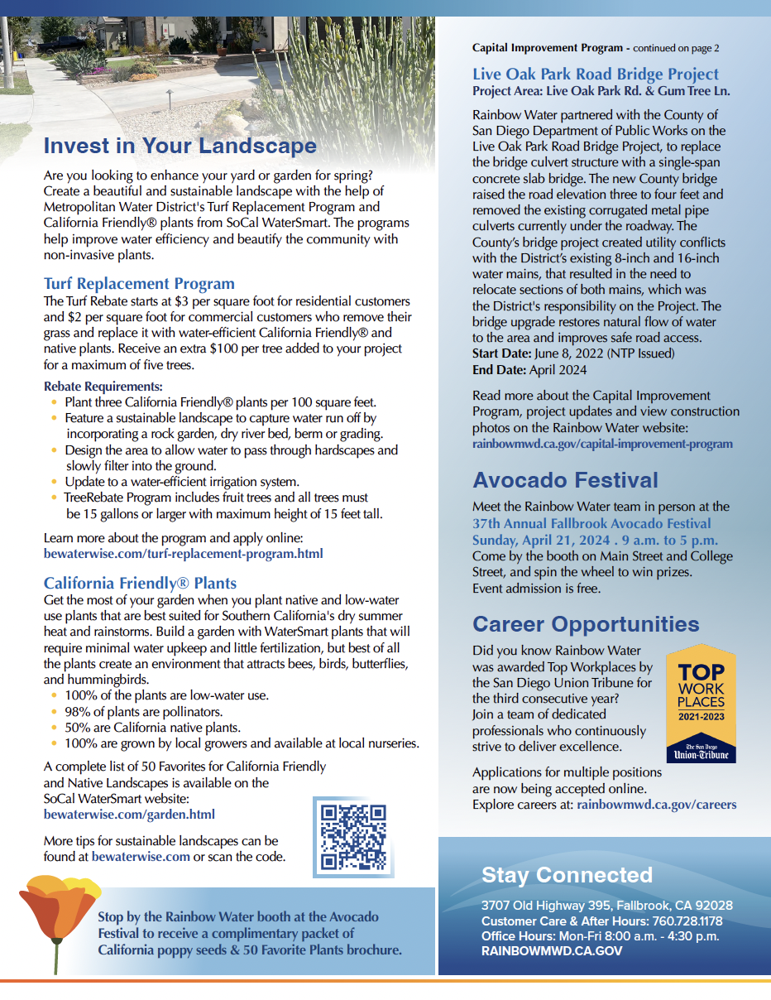 Invest in Your Landscape
Are you looking to enhance your yard or garden for spring?
Create a beautiful and sustainable landscape with the help of
Metropolitan Water District's Turf Replacement Program and
California Friendly® plants from SoCal WaterSmart. The programs
help improve water efficiency and beautify the community with
non-invasive plants.
Turf Replacement Program
The Turf Rebate starts at $3 per square foot for residential customers
and $2 per square foot for commercial customers who remove their
grass and replace it with water-efficient California Friendly® and
native plants. Receive an extra $100 per tree added to your project
for a maximum of five trees.
Rebate Requirements:
• Plant three California Friendly® plants per 100 square feet.
• Feature a sustainable landscape to capture water run off by
incorporating a rock garden, dry river bed, berm or grading.
• Design the area to allow water to pass through hardscapes and
slowly filter into the ground.
• Update to a water-efficient irrigation system.
• TreeRebate Program includes fruit trees and all trees must
be 15 gallons or larger with maximum height of 15 feet tall.
Learn more about the program and apply online:
bewaterwise.com/turf-replacement-program.html
California Friendly® Plants
Get the most of your garden when you plant native and low-water
use plants that are best suited for Southern California's dry summer
heat and rainstorms. Build a garden with WaterSmart plants that will
require minimal water upkeep and little fertilization, but best of all
the plants create an environment that attracts bees, birds, butterflies,
and hummingbirds.
• 100% of the plants are low-water use.
• 98% of plants are pollinators.
• 50% are California native plants.
• 100% are grown by local growers and available at local nurseries.
A complete list of 50 Favorites for California Friendly
and Native Landscapes is available on the
SoCal WaterSmart website:
bewaterwise.com/garden.html
More tips for sustainable landscapes can be
found at bewaterwise.com or scan the code.
Stop by the Rainbow Water booth at the Avocado
Festival to receive a complimentary packet of
California poppy seeds & 50 Favorite Plants brochure.
Capital Improvement Program - continued on page 2
Live Oak Park Road Bridge Project
Project Area: Live Oak Park Rd. & Gum Tree Ln.
Rainbow Water partnered with the County of
San Diego Department of Public Works on the
Live Oak Park Road Bridge Project, to replace
the bridge culvert structure with a single-span
concrete slab bridge. The new County bridge
raised the road elevation three to four feet and
removed the existing corrugated metal pipe
culverts currently under the roadway. The
County's bridge project created utility conflicts
with the District's existing 8-inch and 16-inch
water mains, that resulted in the need to
relocate sections of both mains, which was
the District's responsibility on the Project. The
bridge upgrade restores natural flow of water
to the area and improves safe road access.
Start Date: June 8, 2022 (NTP Issued)
End Date: April 2024
Read more about the Capital Improvement
Program, project updates and view construction
photos on the Rainbow Water website:
rainbowmwd.ca.gov/capital-improvement-program
Avocado Festival
Meet the Rainbow Water team in person at the
37th Annual Fallbrook Avocado Festival
Sunday, April 21, 2024 . 9 a.m. to 5 p.m.
Come by the booth on Main Street and College
Street, and spin the wheel to win prizes.
Event admission is free.
Career Opportunities
Did you know Rainbow Water
was awarded Top Workplaces by
the San Diego Union Tribune for
the third consecutive year?
Join a team of dedicated
professionals who continuously
strive to deliver excellence.
TOP
WORK
PLACES
2021-2023
The San Diego
Union-Tribune
Applications for multiple positions
are now being accepted online.
Explore careers at: rainbowmwd.ca.gov/careers
Stay Connected
3707 Old Highway 395, Fallbrook, CA 92028
Customer Care & After Hours: 760.728.1178
Office Hours: Mon-Fri 8:00 a.m. - 4:30 p.m.
RAINBOWMWD.CA.GOV